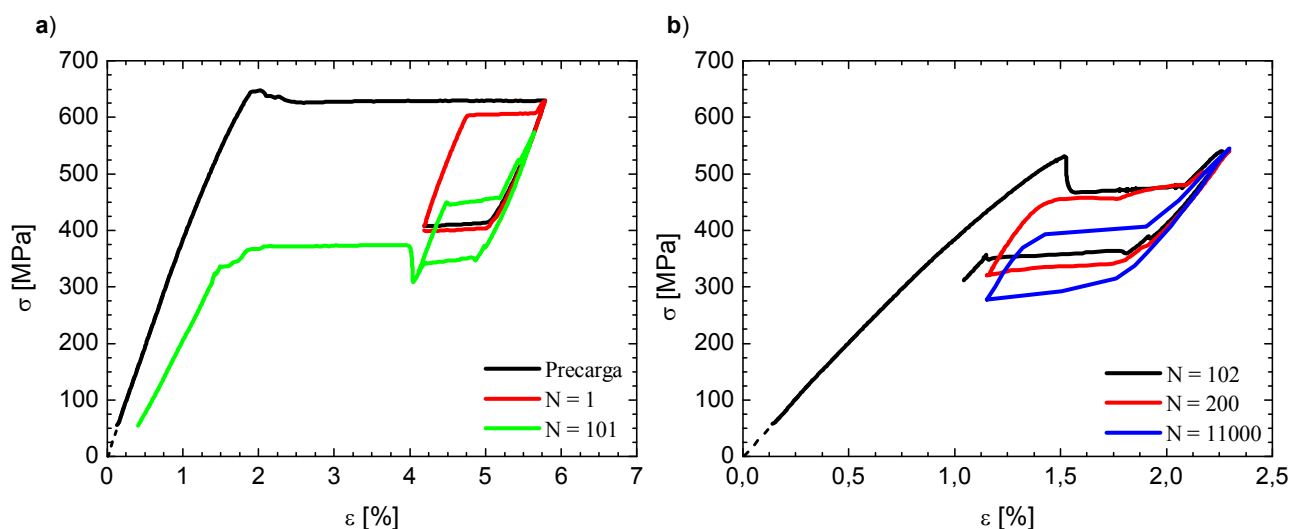 a)
700
600
500
400
300
200
100
0
σ [MPa]
0 1 2 3 4 5 6 7
ε [%]
Precarga
N = 1
N = 101
b)
700
600
500
400
300
200
100
0
σ [MPa]
0,0 0,5 1,0 1,5 2,0 2,5
ε [%]
N = 102
N = 200
N = 11000